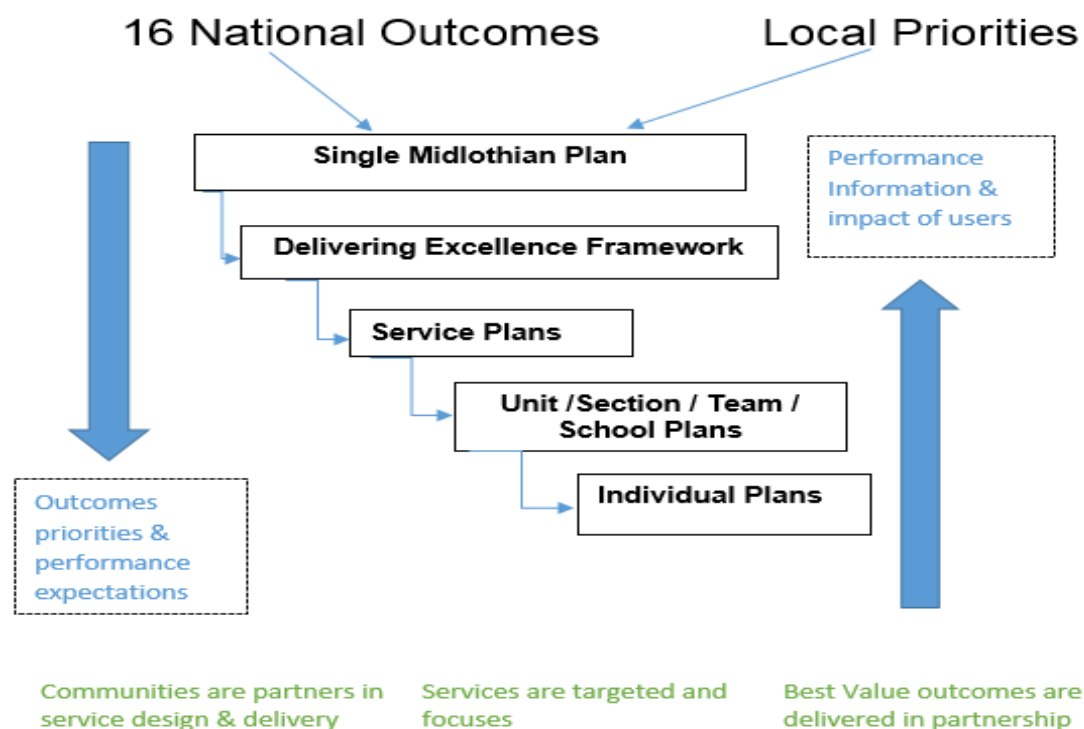 16 National Outcomes
Local Priorities
Single Midlothian Plan
Performance
Information &
impact of users
Delivering Excellence Framework
Service Plans
Unit /Section / Team /
School Plans
Individual Plans
Outcomes
priorities &
performance
expectations
Communities are partners in
service design & delivery
Services are targeted and
focuses
Best Value outcomes are
delivered in partnership